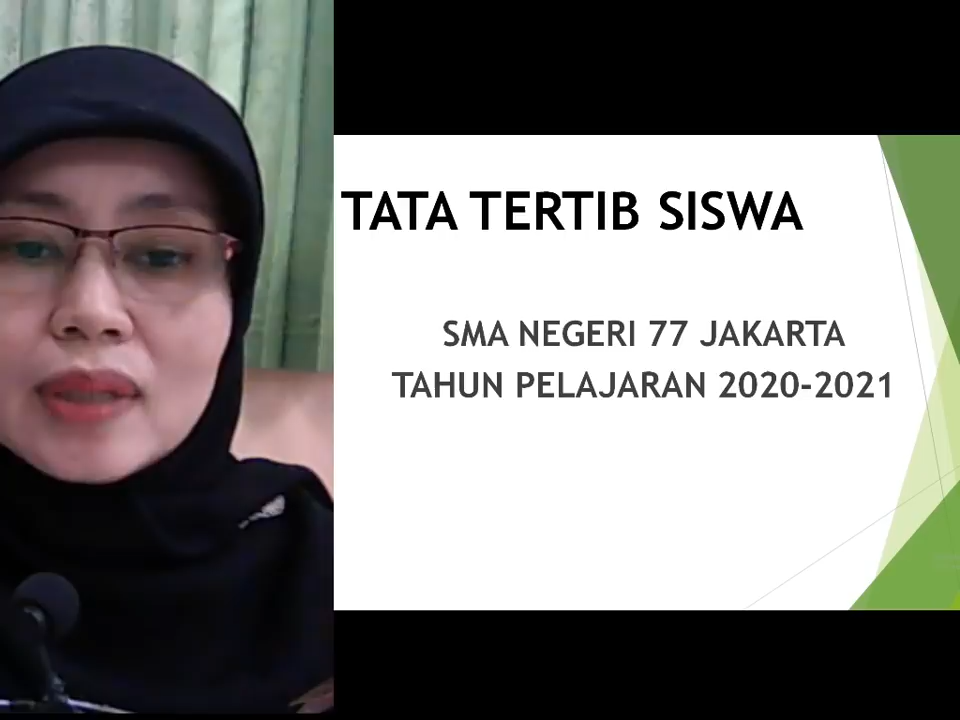 TATA TERTIB SISWA
SMA NEGERI 77 JAKARTA
TAHUN PELAJARAN 2020-2021